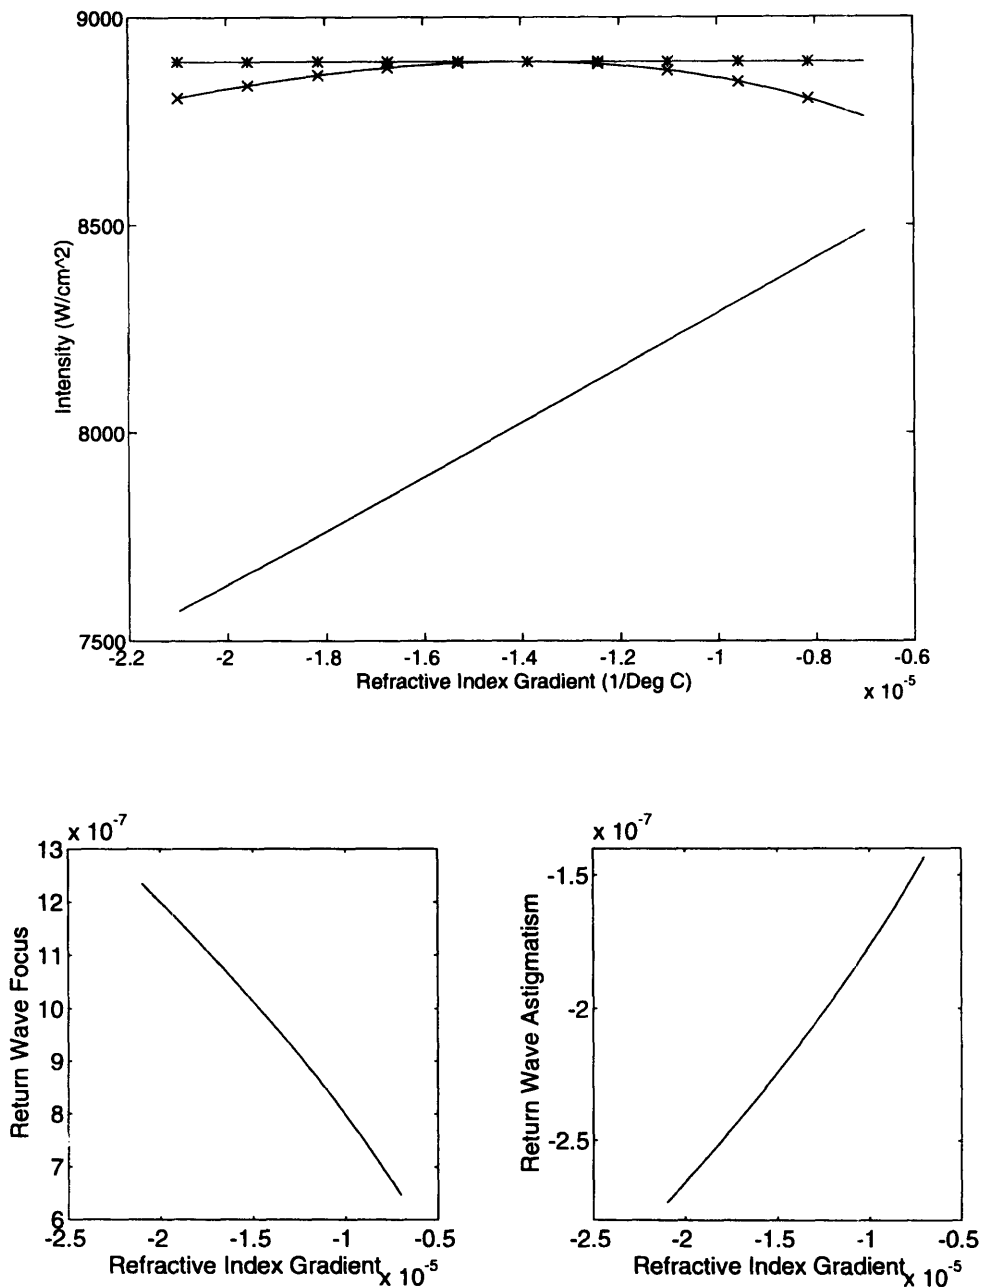 9000
8500
8000
7500
Intensity (W/cm^2)
-2.2 -2 -1.8 -1.6 -1.4 -1.2 -1 -0.8 -0.6
Refractive Index Gradient (1/Deg C)
x 10-5
x 10-7
13
12
11
10
9
8
7
6
Return Wave Focus
-2.5 -2 -1.5 -1 -0.5
Refractive Index Gradient x 10-5
x 10-7
-1.5
-2
-2.5
Return Wave Astigmatism
-2.5 -2 -1.5 -1 -0.5
Refractive Index Gradient x 10-5